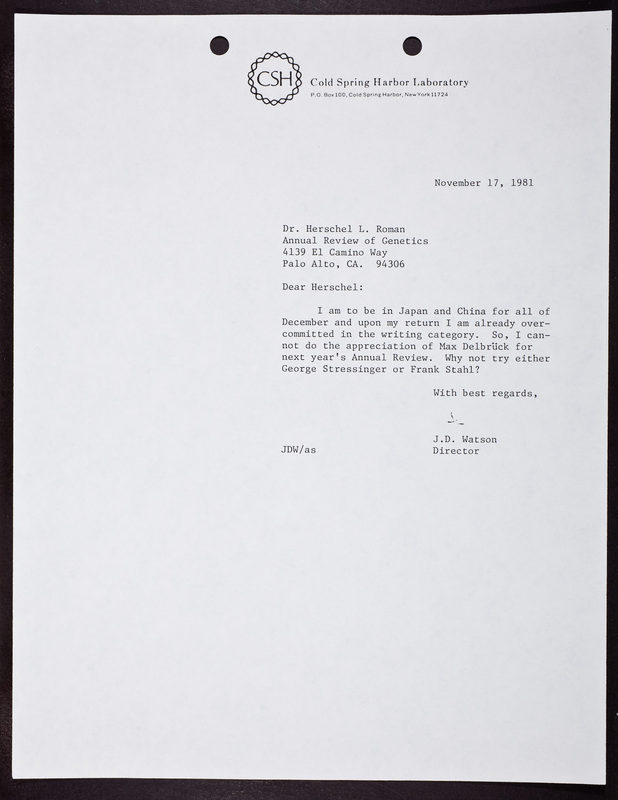 CSH Cold Spring Harbor Laboratory
P.O. Box 100, Cold Spring Harbor, New York 11724
November 17, 1981
Dr. Herschel L. Roman
Annual Review of Genetics
4139 El Camino Way
Palo Alto, CA. 94306
Dear Herschel:
I am to be in Japan and China for all of
December and upon my return I am already over-
committed in the writing category. So, I can-
not do the appreciation of Max Delbrück for
next year's Annual Review. Why not try either
George Stressinger or Frank Stahl?
With best regards,
J.D. Watson
JDW/as Director